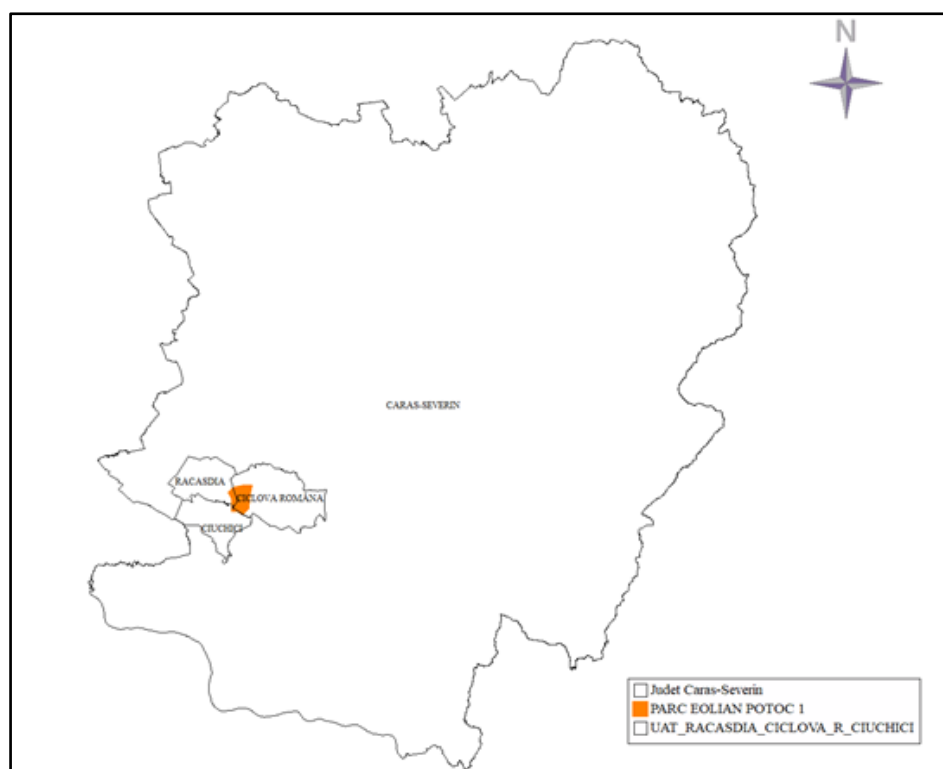 N
CARAS-SEVERIN
RACASDIA
CICLOVA ROMANA
CIUCHICI
Judet Caras-Severin
PARC EOLIAN POTOC 1
UAT_RACASDIA_CICLOVA_R_CIUCHICI